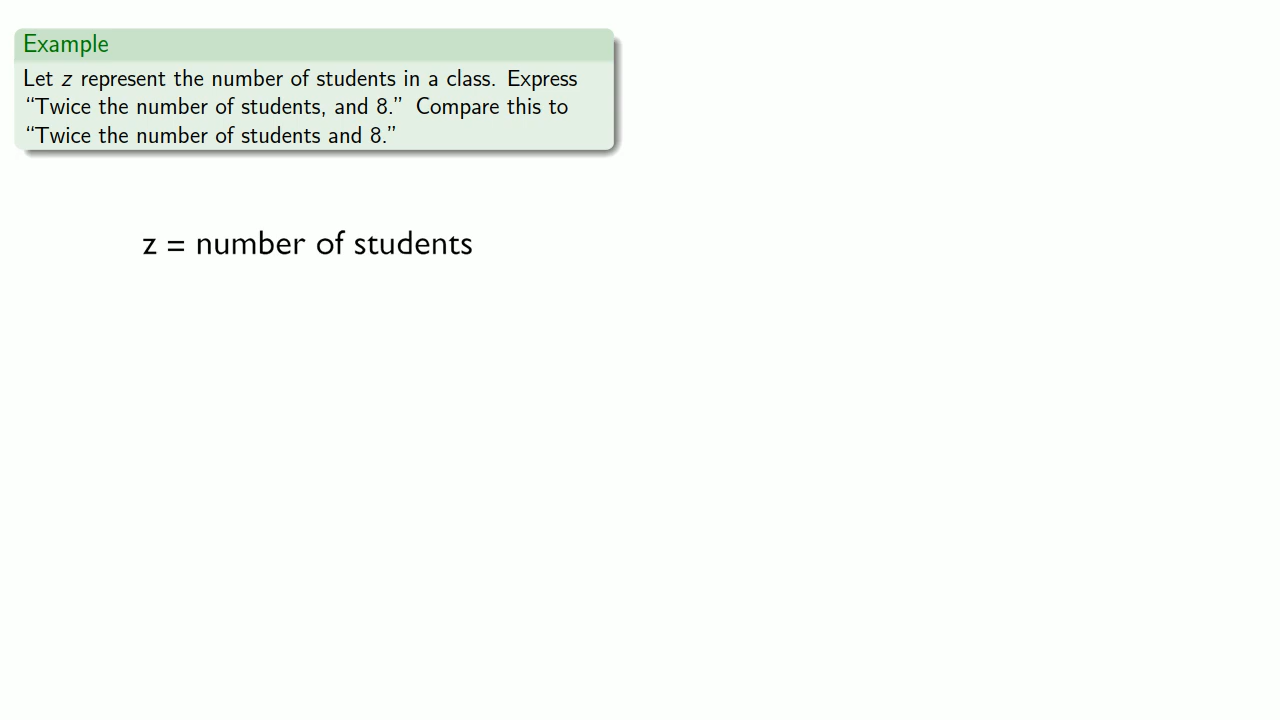 Example
Let z represent the number of students in a class. Express
“Twice the number of students, and 8.” Compare this to
“Twice the number of students and 8.”
z = number of students